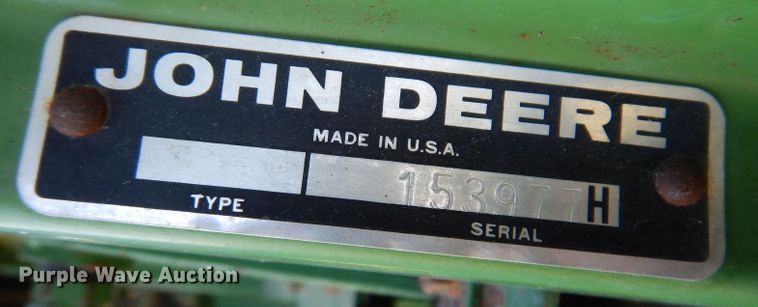 JOHN DEERE
MADE IN U.S.A.
153977H
TYPE
SERIAL
Purple Wave Auction